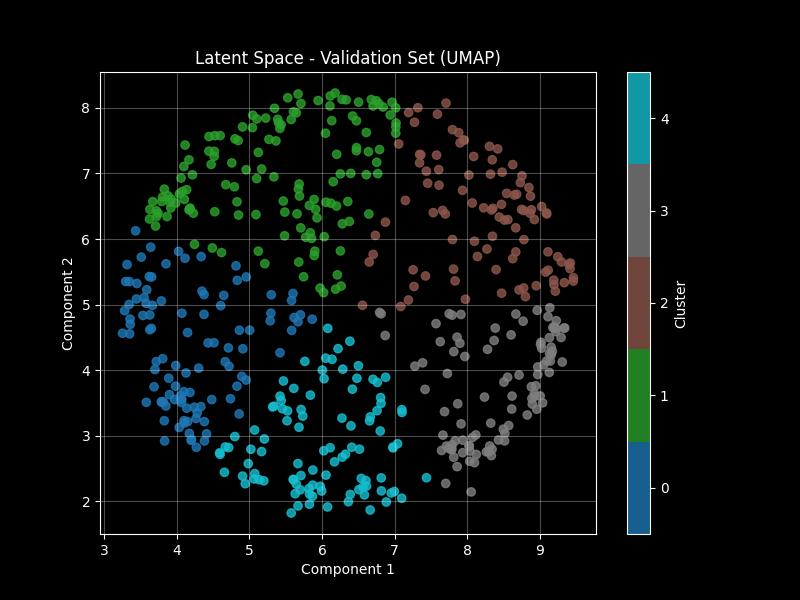 Latent Space - Validation Set (UMAP)
8
7
6
5
4
3
2
Component 2
3 4 5 6 7 8 9
Component 1
4
3
2
1
0
Cluster